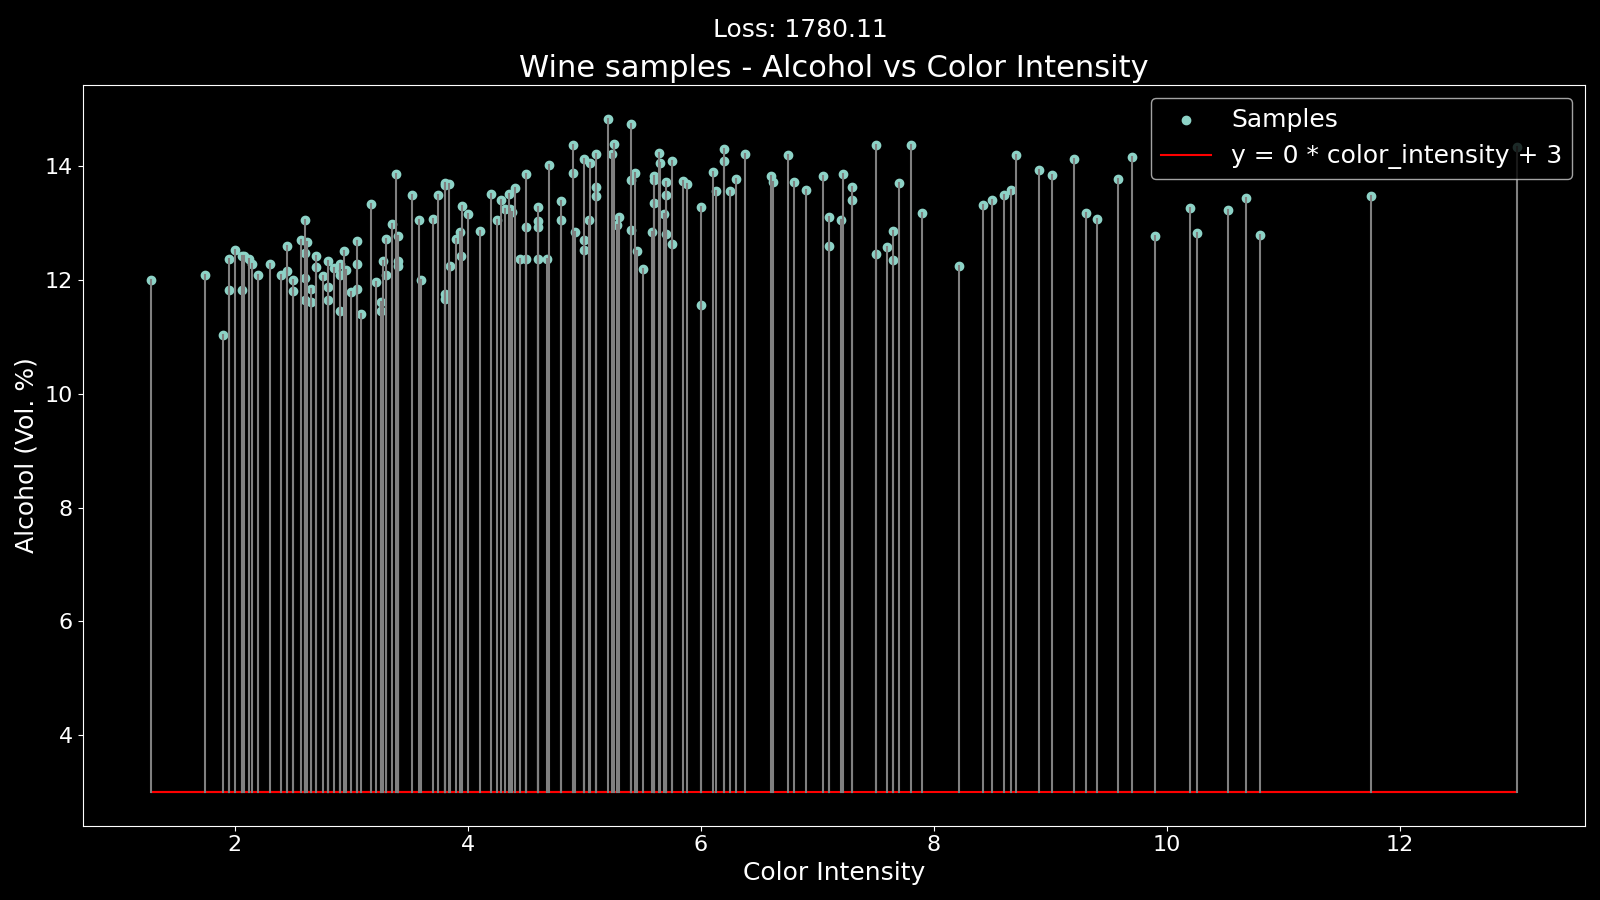 Loss: 1780.11
Wine samples - Alcohol vs Color Intensity
Samples
y = 0 * color_intensity + 3
14
12
10
8
6
4
Alcohol (Vol. %)
2
4
6
8
10
12
Color Intensity